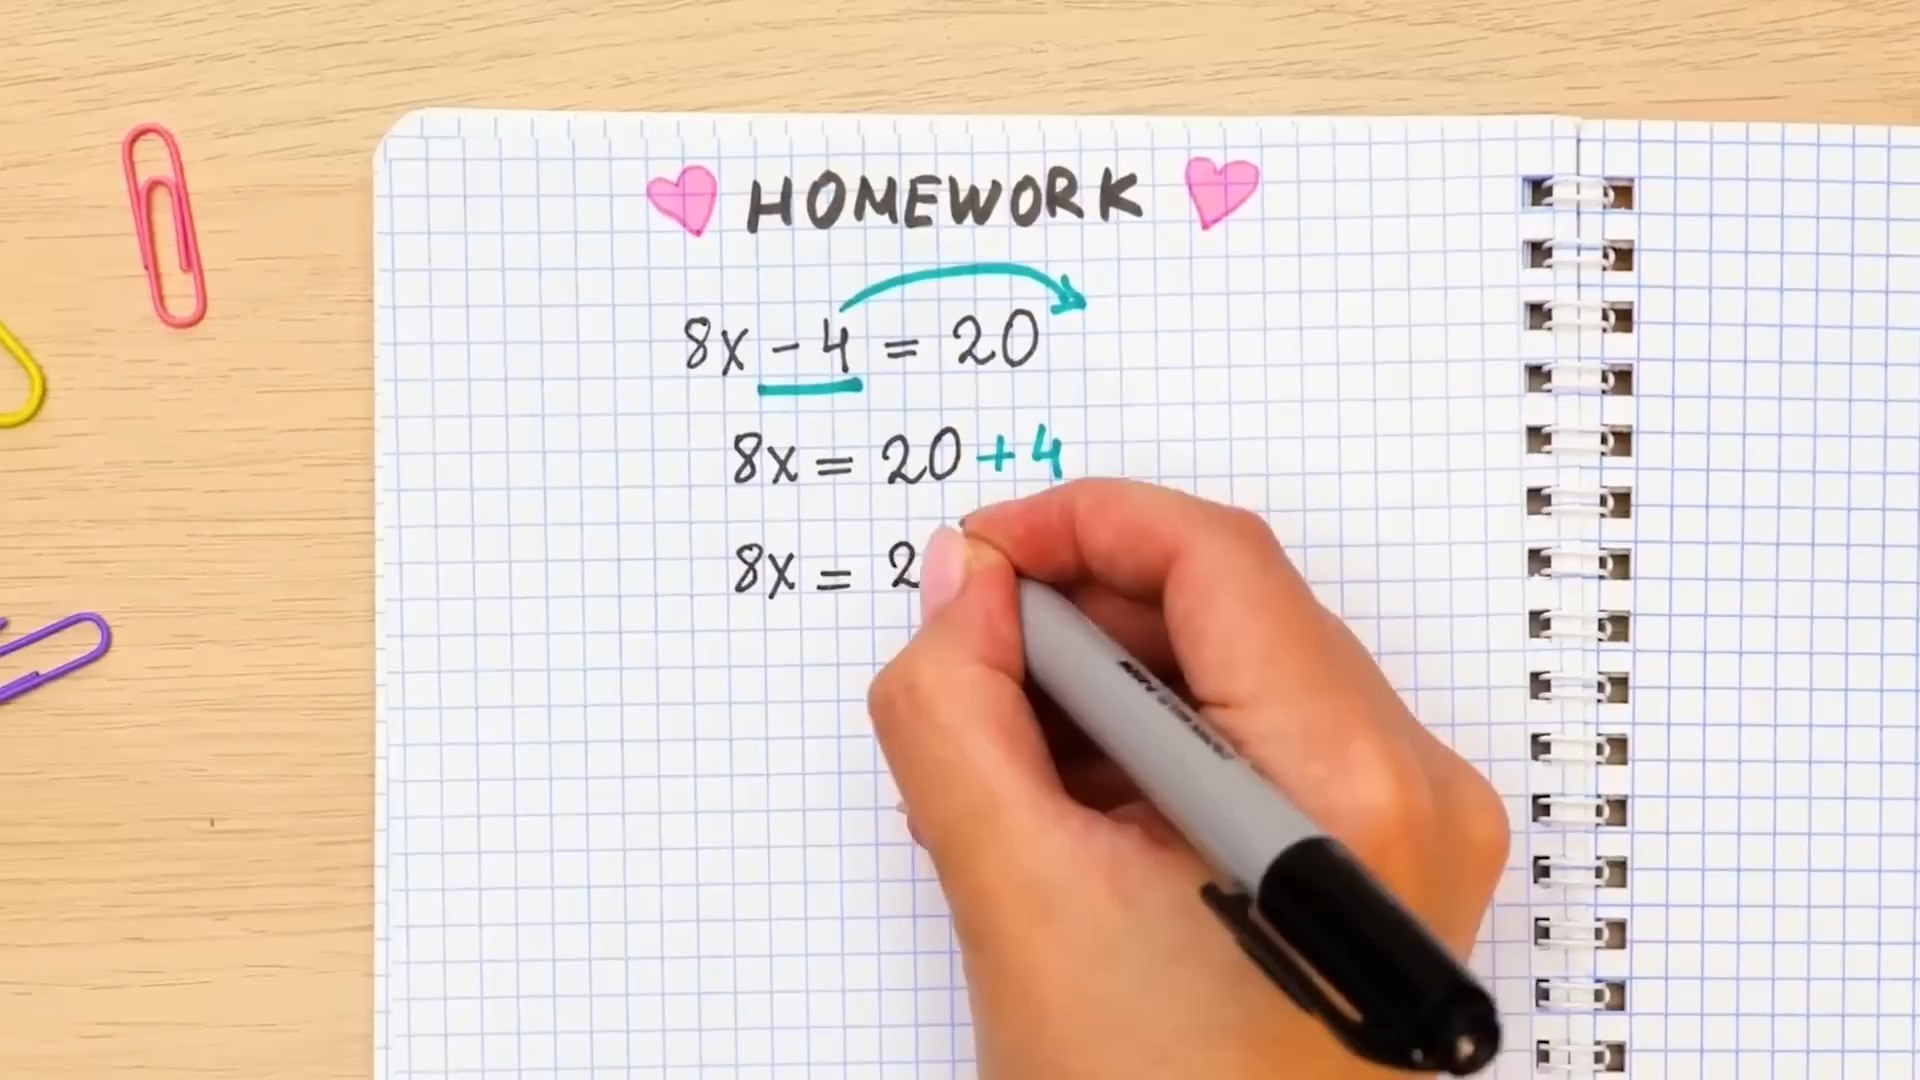 HOMEWORK
8x - 4 = 20
8x = 20 + 4
8x = 2